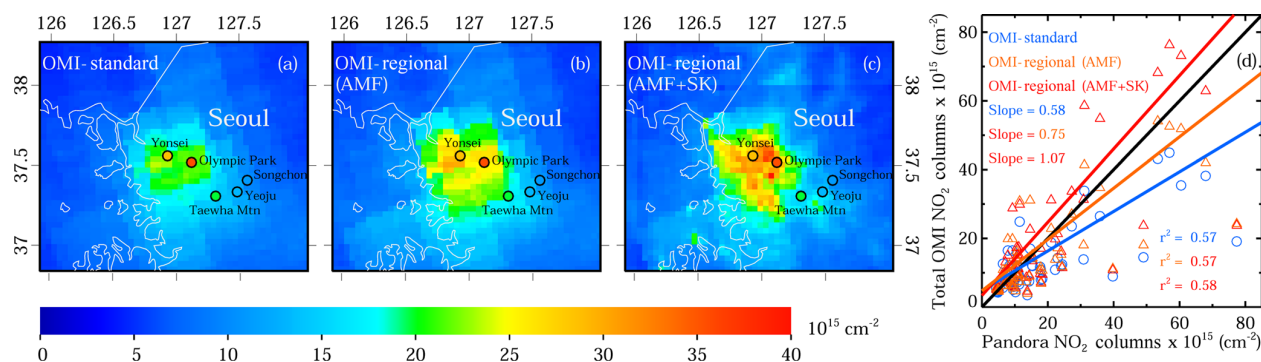 126.5 127 127.5 126.5 127 127.5 126.5 127 127.5
38
37.5
37
OMI-standard (a)
Seoul
Yonsei
Olympic Park
Songchon
Yeoju
Taewha Mtn
OMI-regional (b)
(AMF)
Seoul
Yonsei
Olympic Park
Songchon
Yeoju
Taewha Mtn
OMI-regional (c)
(AMF+SK)
Seoul
Yonsei
Olympic Park
Songchon
Yeoju
Taewha Mtn
38
37.5
37
0 5 10 15 20 25 30 35 40
10¹⁵ cm⁻²
Total OMI NO₂ columns x 10¹⁵ (cm⁻²)
80
60
40
20
0
OMI-standard
(d)
OMI-regional (AMF)
OMI-regional (AMF+SK)
Slope = 0.58
Slope = 0.75
Slope = 1.07
r² = 0.57
r² = 0.57
r² = 0.58
0 20 40 60 80
Pandora NO₂ columns x 10¹⁵ (cm⁻²)